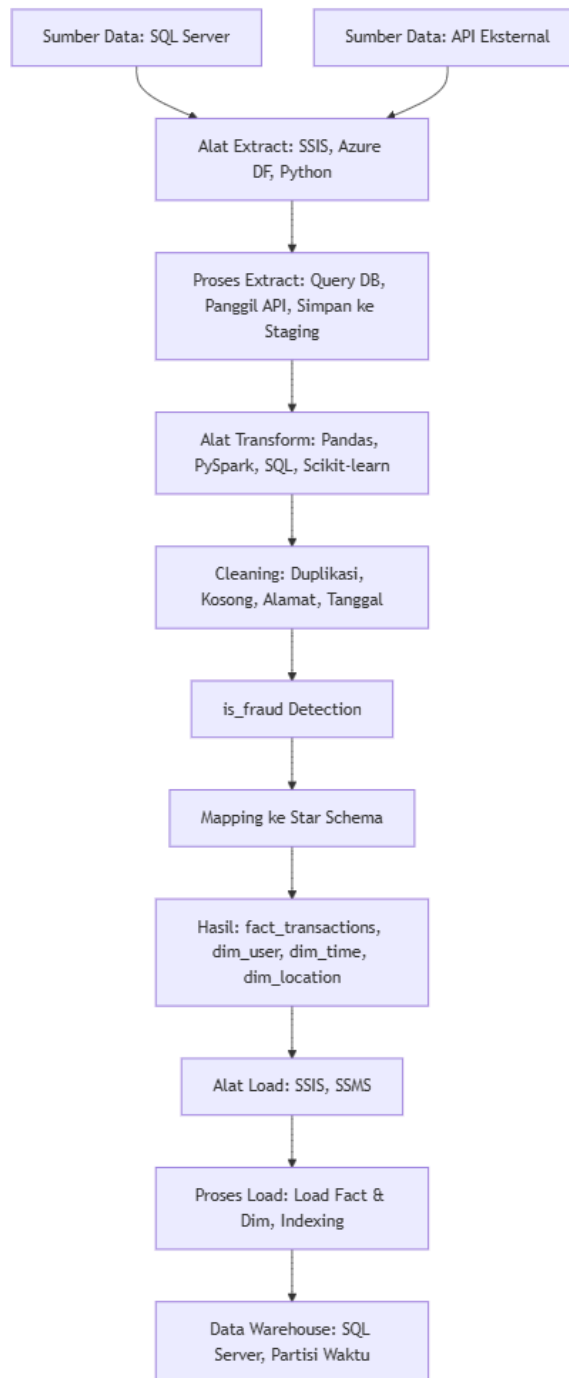 Sumber Data: SQL Server
Sumber Data: API Eksternal
Alat Extract: SSIS, Azure
DF, Python
Proses Extract: Query DB,
Panggil API, Simpan ke
Staging
Alat Transform: Pandas,
PySpark, SQL, Scikit-learn
Cleaning: Duplikasi,
Kosong, Alamat, Tanggal
is_fraud Detection
Mapping ke Star Schema
Hasil: fact_transactions,
dim_user, dim_time,
dim_location
Alat Load: SSIS, SSMS
Proses Load: Load Fact &
Dim, Indexing
Data Warehouse: SQL
Server, Partisi Waktu